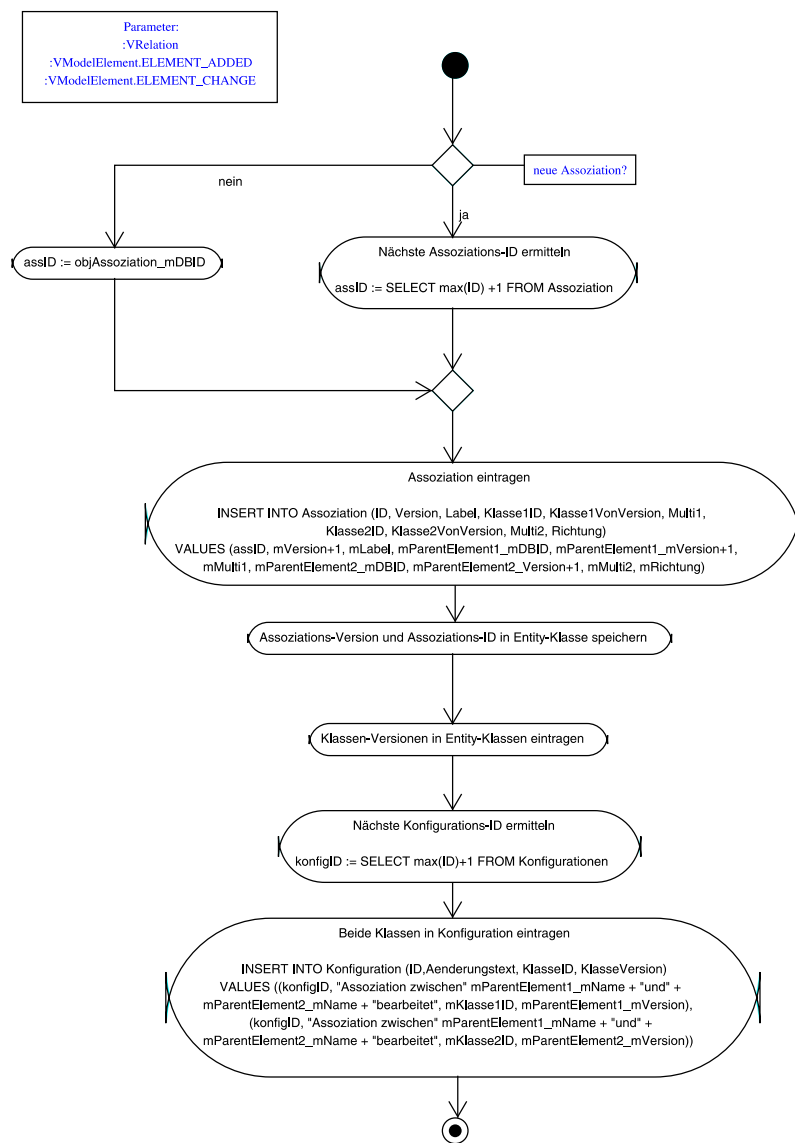 Parameter:
:VRelation
:VModelElement.ELEMENT_ADDED
:VModelElement.ELEMENT_CHANGE
neue Assoziation?
nein
ja
assID := objAssoziation_mDBID
Nächste Assoziations-ID ermitteln
assID := SELECT max(ID) +1 FROM Assoziation
Assoziation eintragen
INSERT INTO Assoziation (ID, Version, Label, Klasse1ID, Klasse1VonVersion, Multi1,
Klasse2ID, Klasse2VonVersion, Multi2, Richtung)
VALUES (assID, mVersion+1, mLabel, mParentElement1_mDBID, mParentElement1_mVersion+1,
mMulti1, mParentElement2_mDBID, mParentElement2_Version+1, mMulti2, mRichtung)
Assoziations-Version und Assoziations-ID in Entity-Klasse speichern
Klassen-Versionen in Entity-Klassen eintragen
Nächste Konfigurations-ID ermitteln
konfigID := SELECT max(ID)+1 FROM Konfigurationen
Beide Klassen in Konfiguration eintragen
INSERT INTO Konfiguration (ID,Aenderungstext, KlasseID, KlasseVersion)
VALUES ((konfigID, "Assoziation zwischen" mParentElement1_mName + "und" +
mParentElement2_mName + "bearbeitet", mKlasse1ID, mParentElement1_mVersion),
(konfigID, "Assoziation zwischen" mParentElement1_mName + "und" +
mParentElement2_mName + "bearbeitet", mKlasse2ID, mParentElement2_mVersion))